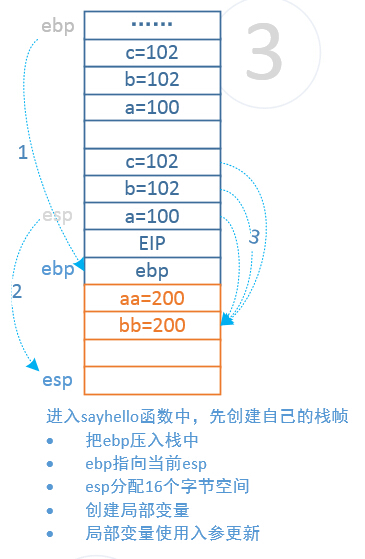 3
ebp
......
c=102
b=102
a=100
1
c=102
b=102
esp
a=100
3
EIP
ebp
ebp
2
aa=200
bb=200
esp
进入sayhello函数中，先创建自己的栈帧
• 把ebp压入栈中
• ebp指向当前esp
• esp分配16个字节空间
• 创建局部变量
• 局部变量使用入参更新